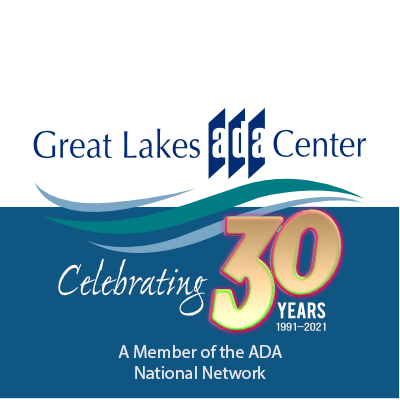 Great Lakes ada Center
Celebrating 30
YEARS
1991–2021
A Member of the ADA
National Network